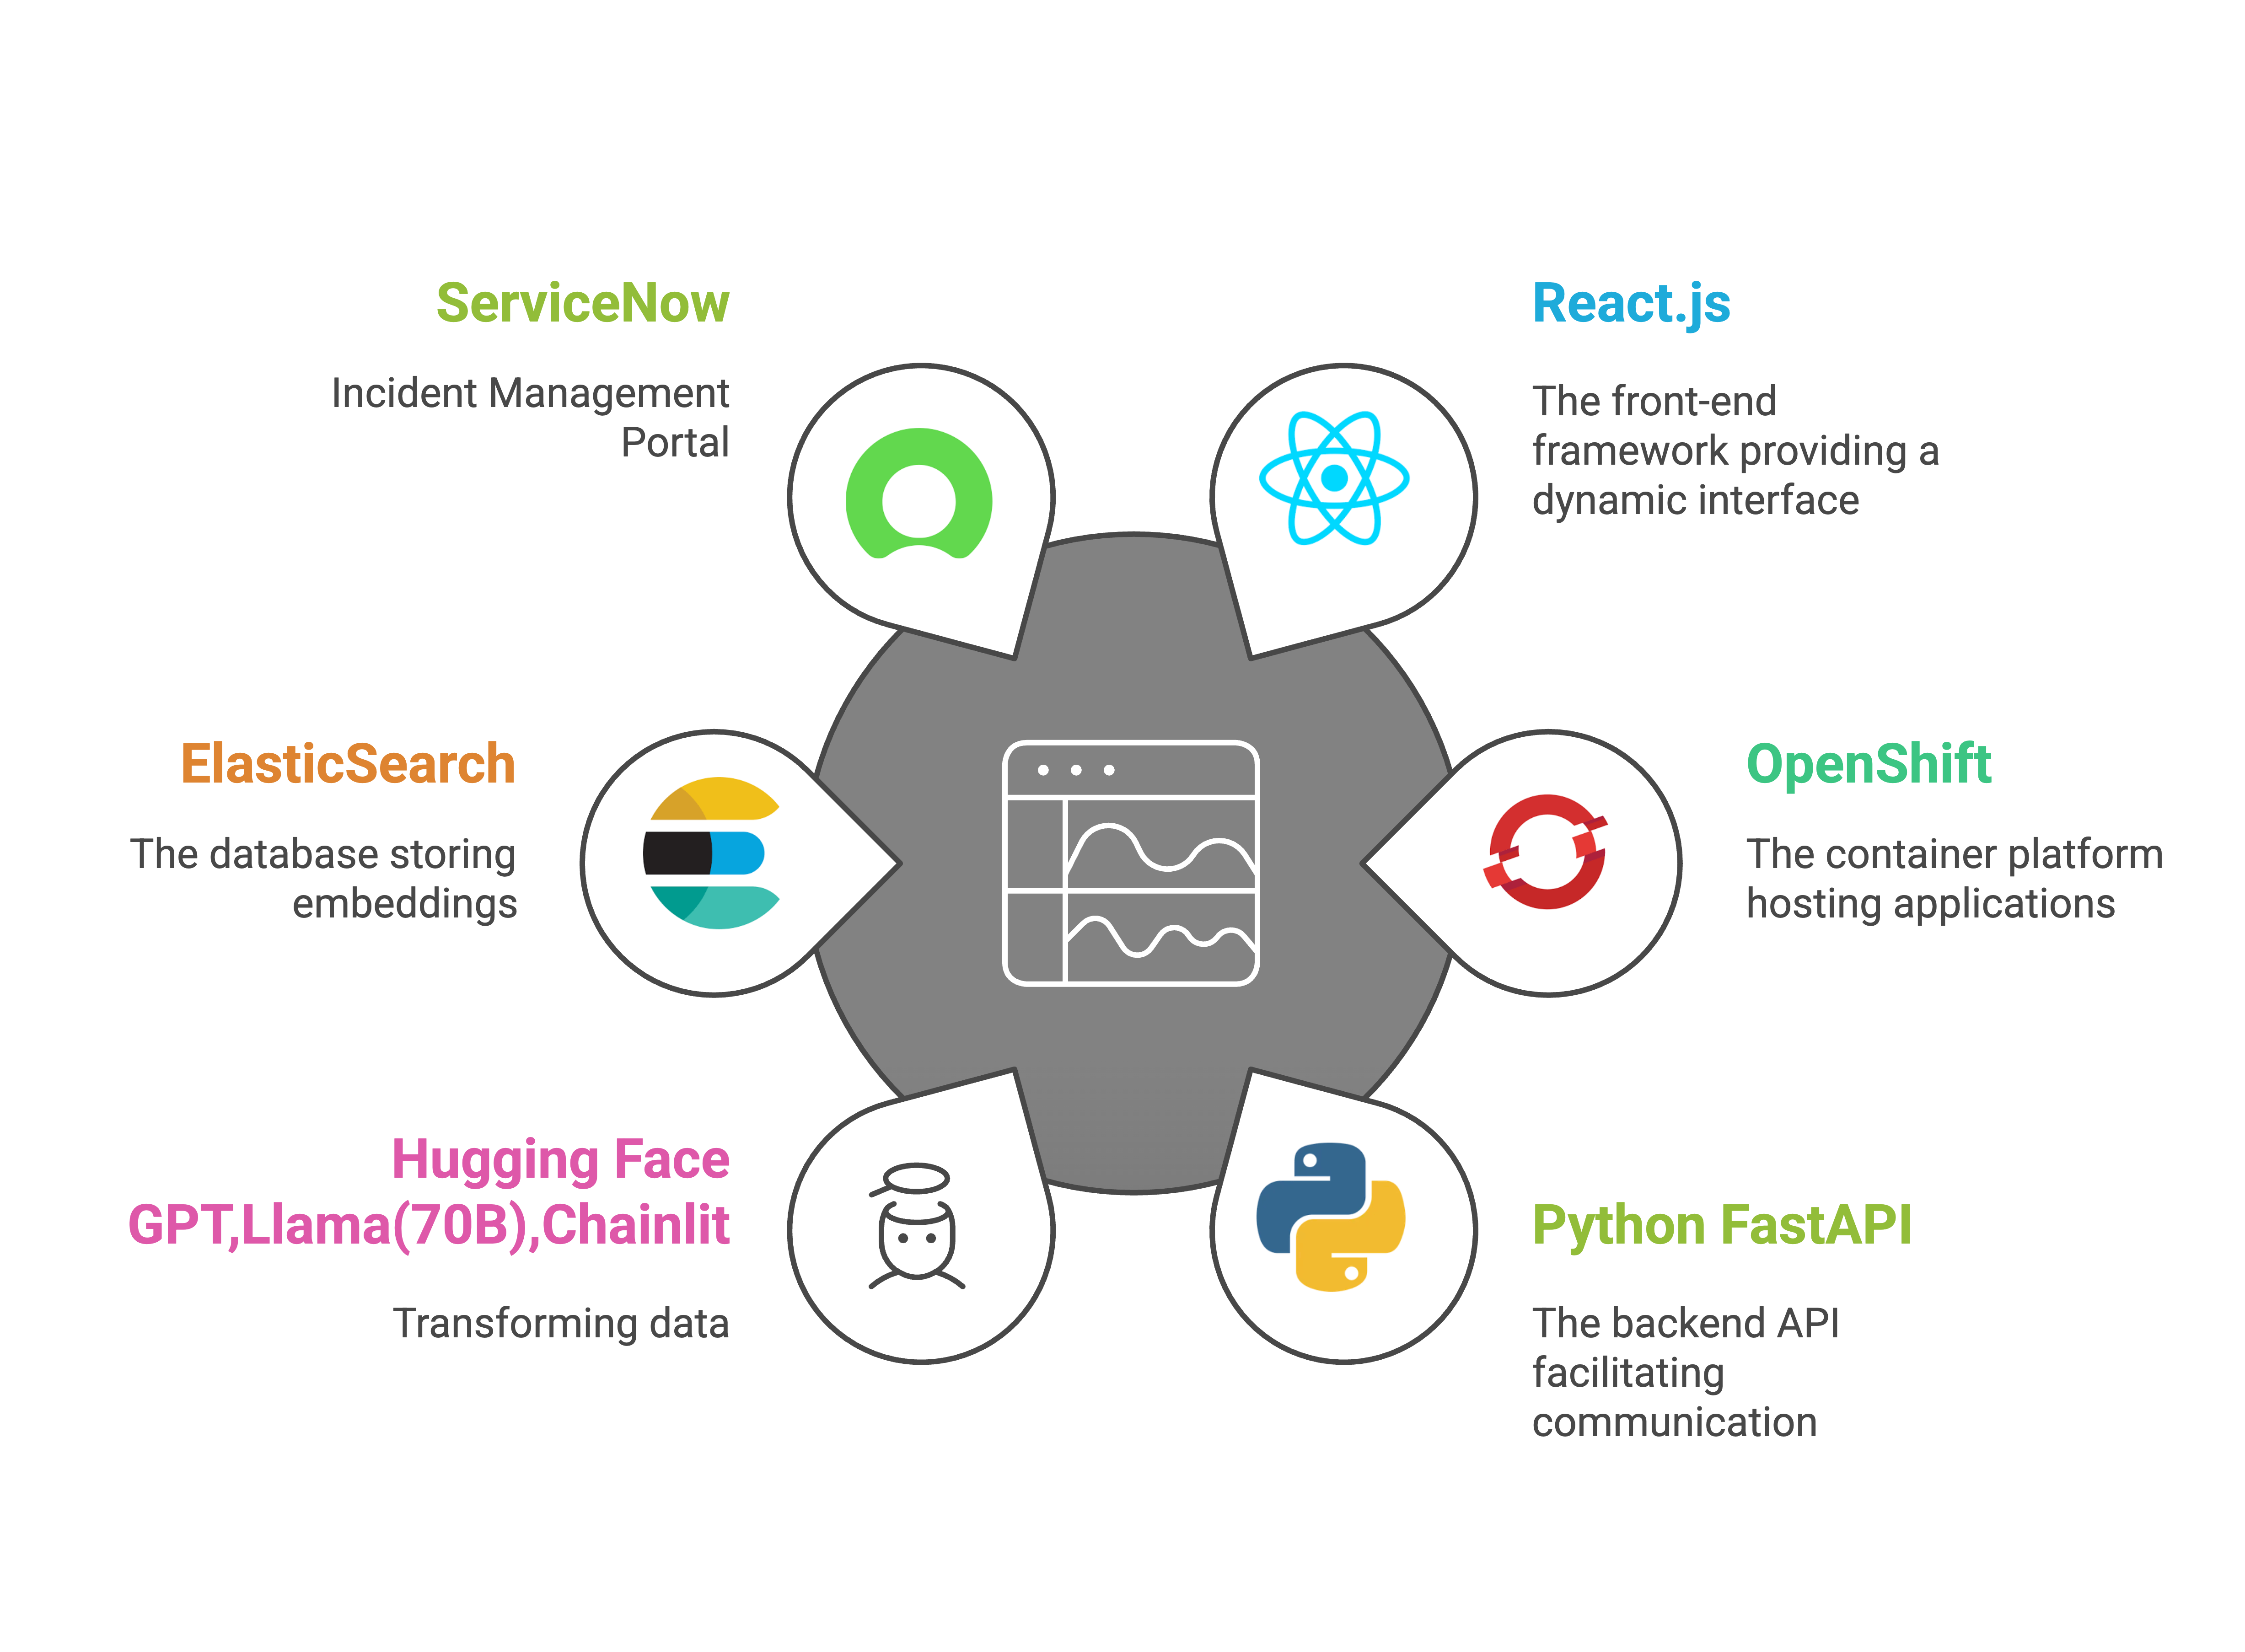 ServiceNow
Incident Management
Portal
React.js
The front-end
framework providing a
dynamic interface
ElasticSearch
The database storing
embeddings
OpenShift
The container platform
hosting applications
Hugging Face
GPT,Llama(70B),Chainlit
Transforming data
Python FastAPI
The backend API
facilitating
communication